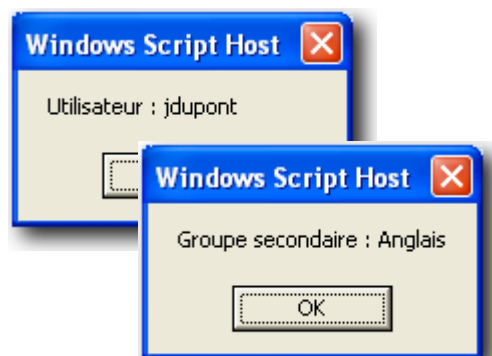 Windows Script Host
Utilisateur : jdupont
Windows Script Host
Groupe secondaire : Anglais
OK